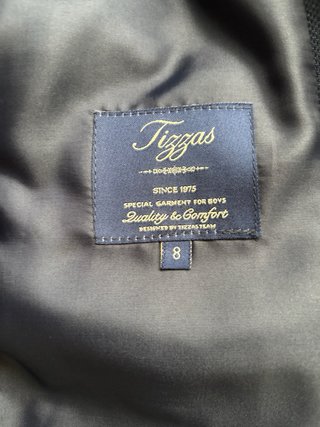 Tizzas
SINCE 1975
SPECIAL GARMENT FOR BOYS
Quality & Comfort
DESIGNED BY TIZZAS TEAM
8